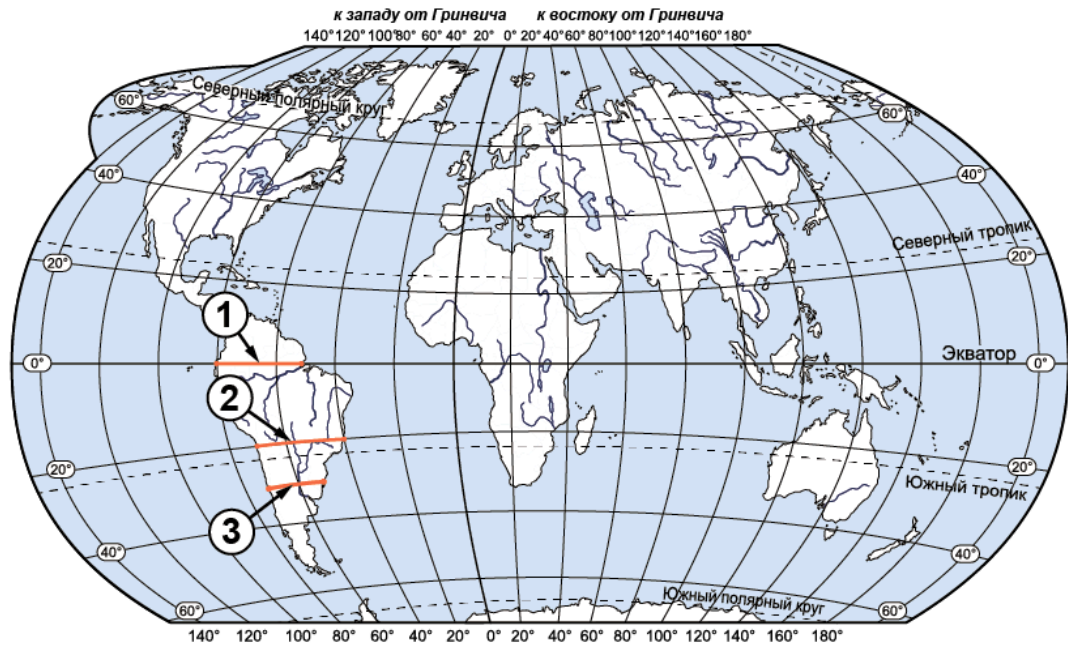 к западу от Гринвича к востоку от Гринвича
140° 120° 100° 80° 60° 40° 20° 0° 20° 40° 60° 80° 100° 120° 140° 160° 180°
Северный полярный круг
60° 60°
40° 40°
Северный тропик
20° 20°
1
Экватор
0° 0°
2
20° 20°
Южный тропик
3
40° 40°
Южный полярный круг
60° 60°
140° 120° 100° 80° 60° 40° 20° 0° 20° 40° 60° 80° 100° 120° 140° 160° 180°